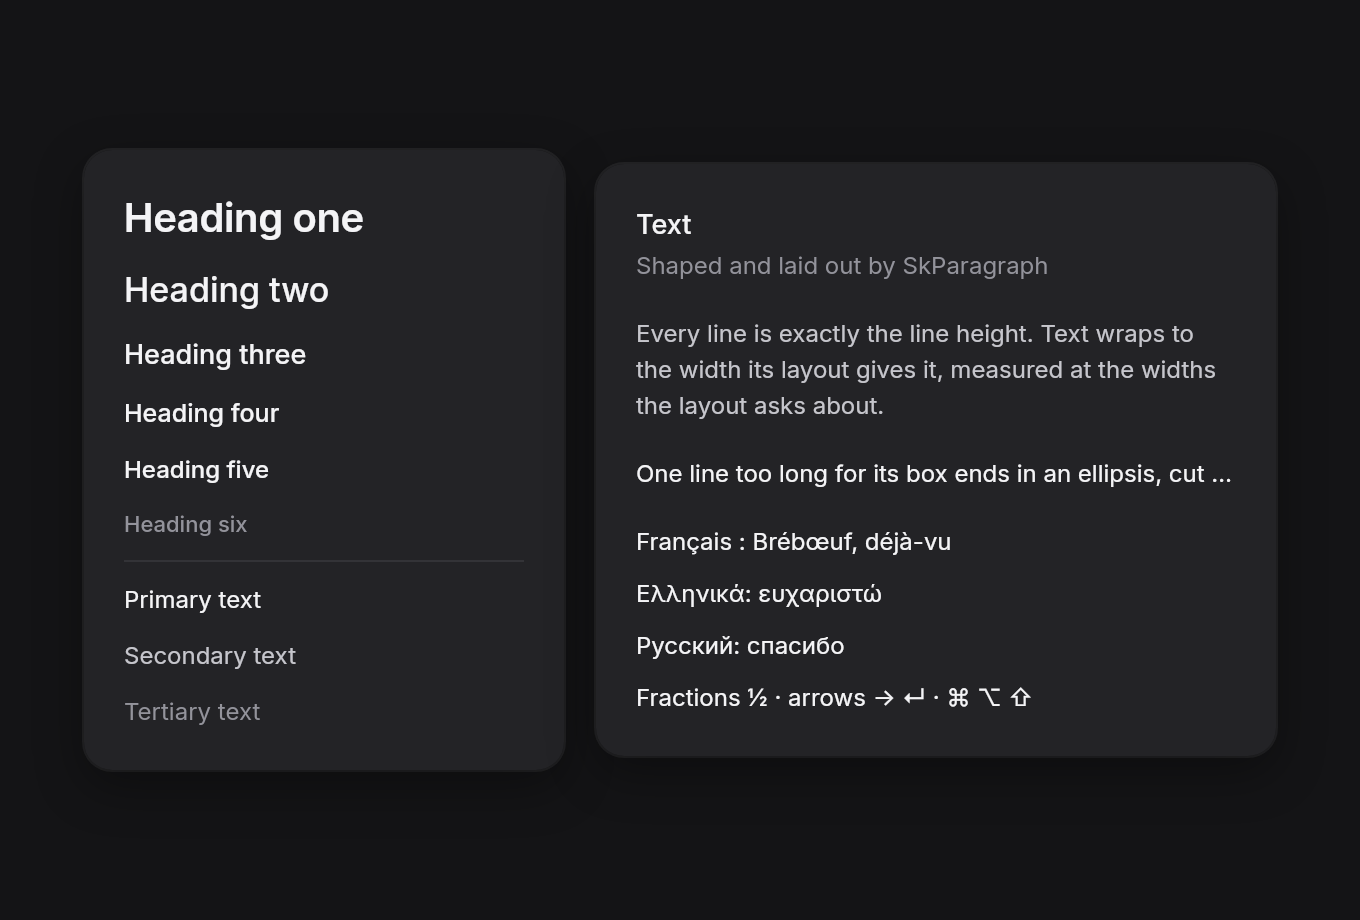 Heading one
Heading two
Heading three
Heading four
Heading five
Heading six
Primary text
Secondary text
Tertiary text
Text
Shaped and laid out by SkParagraph
Every line is exactly the line height. Text wraps to
the width its layout gives it, measured at the widths
the layout asks about.
One line too long for its box ends in an ellipsis, cut …
Français : Brébœuf, déjà-vu
Ελληνικά: ευχαριστώ
Русский: спасибо
Fractions ½ · arrows → ↵ · ⌘ ⌥ ⇧